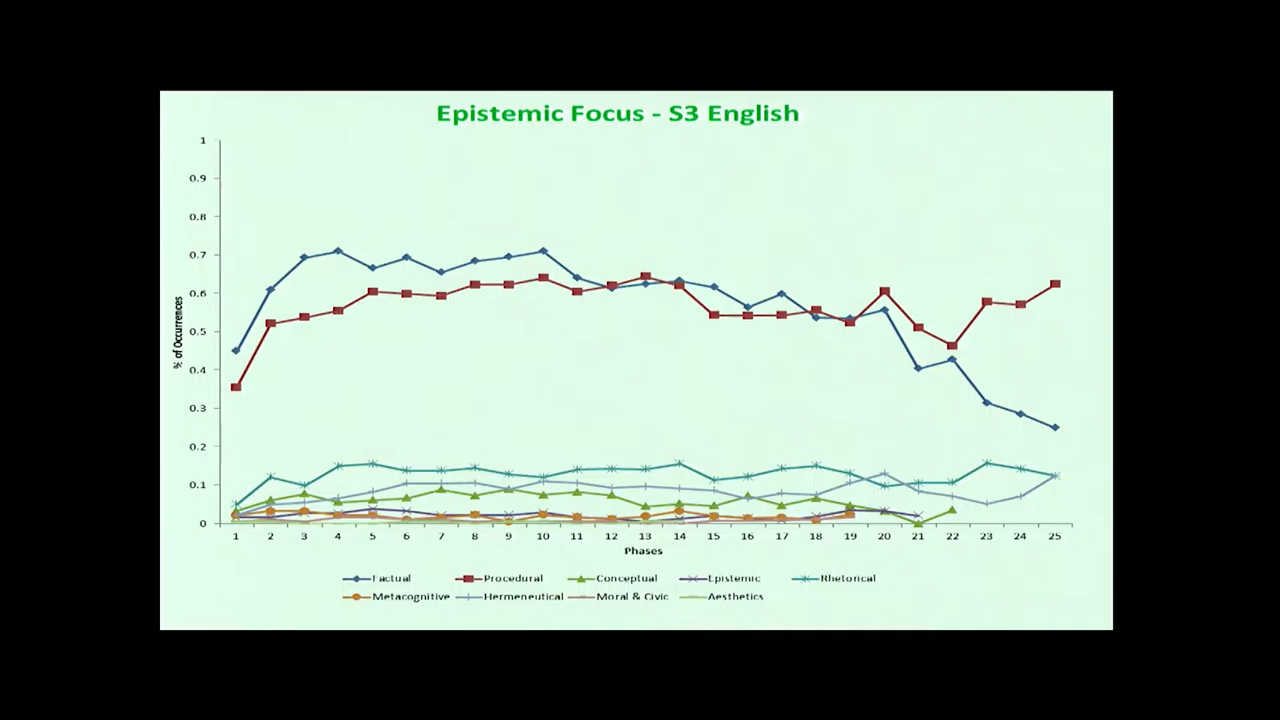 Epistemic Focus - S3 English
1
0.9
0.8
0.7
0.6
0.5
0.4
0.3
0.2
0.1
0
% of Occurrences
1 2 3 4 5 6 7 8 9 10 11 12 13 14 15 16 17 18 19 20 21 22 23 24 25
Phases
Factual Procedural Conceptual Epistemic Rhetorical
Metacognitive Hermeneutical Moral & Civic Aesthetics